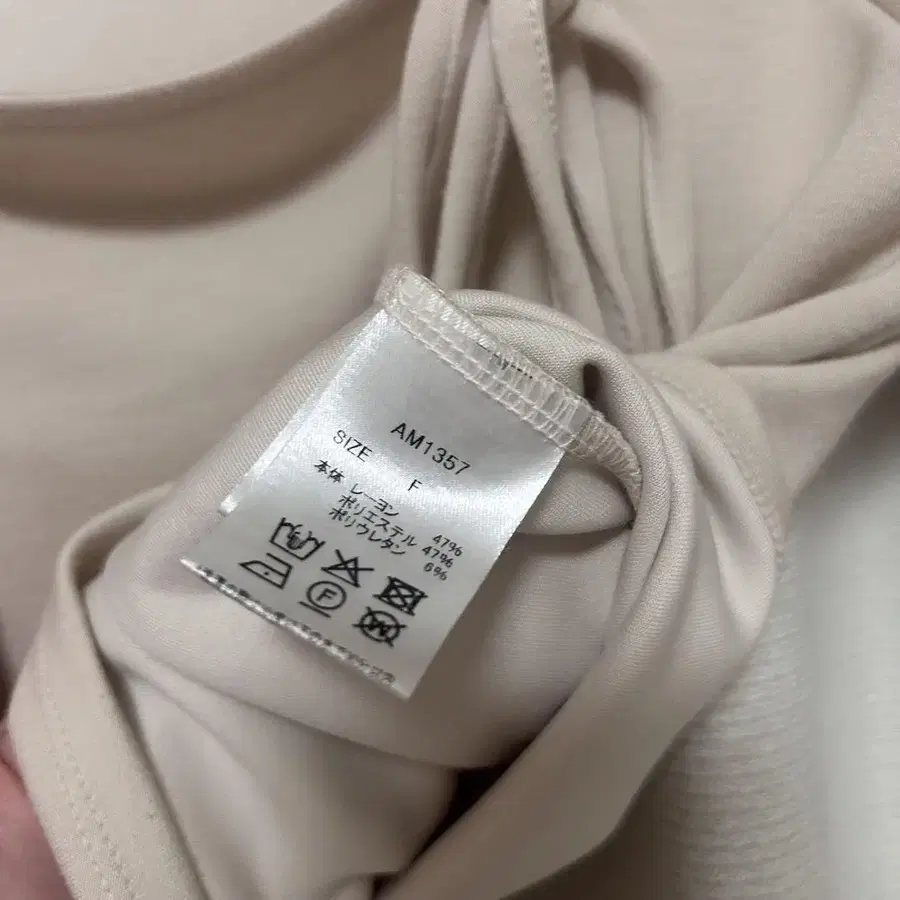 AM1357
SIZE F
本体 レーヨン 47%
ポリエステル 47%
ポリウレタン 6%
F
W